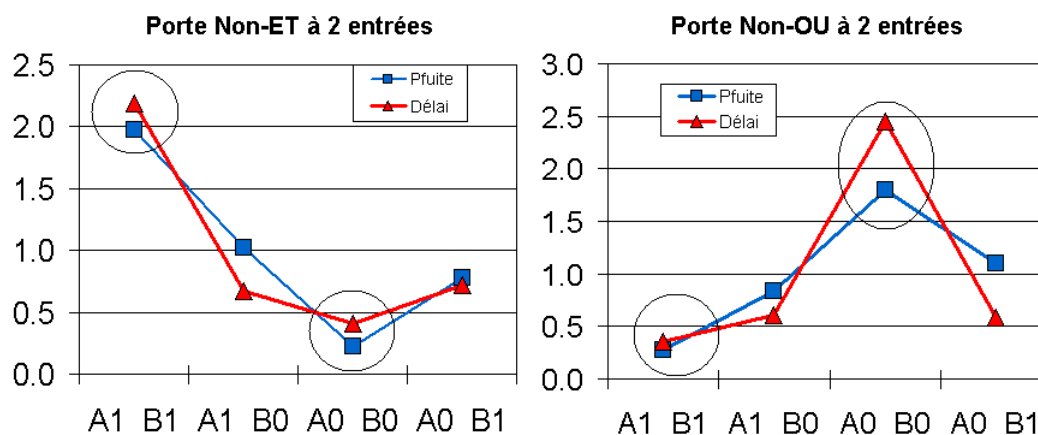 Porte Non-ET à 2 entrées
2.5
2.0
1.5
1.0
0.5
0.0
Pfuite
Délai
A1 B1 A1 B0 A0 B0 A0 B1
Porte Non-OU à 2 entrées
3.0
2.5
2.0
1.5
1.0
0.5
0.0
Pfuite
Délai
A1 B1 A1 B0 A0 B0 A0 B1